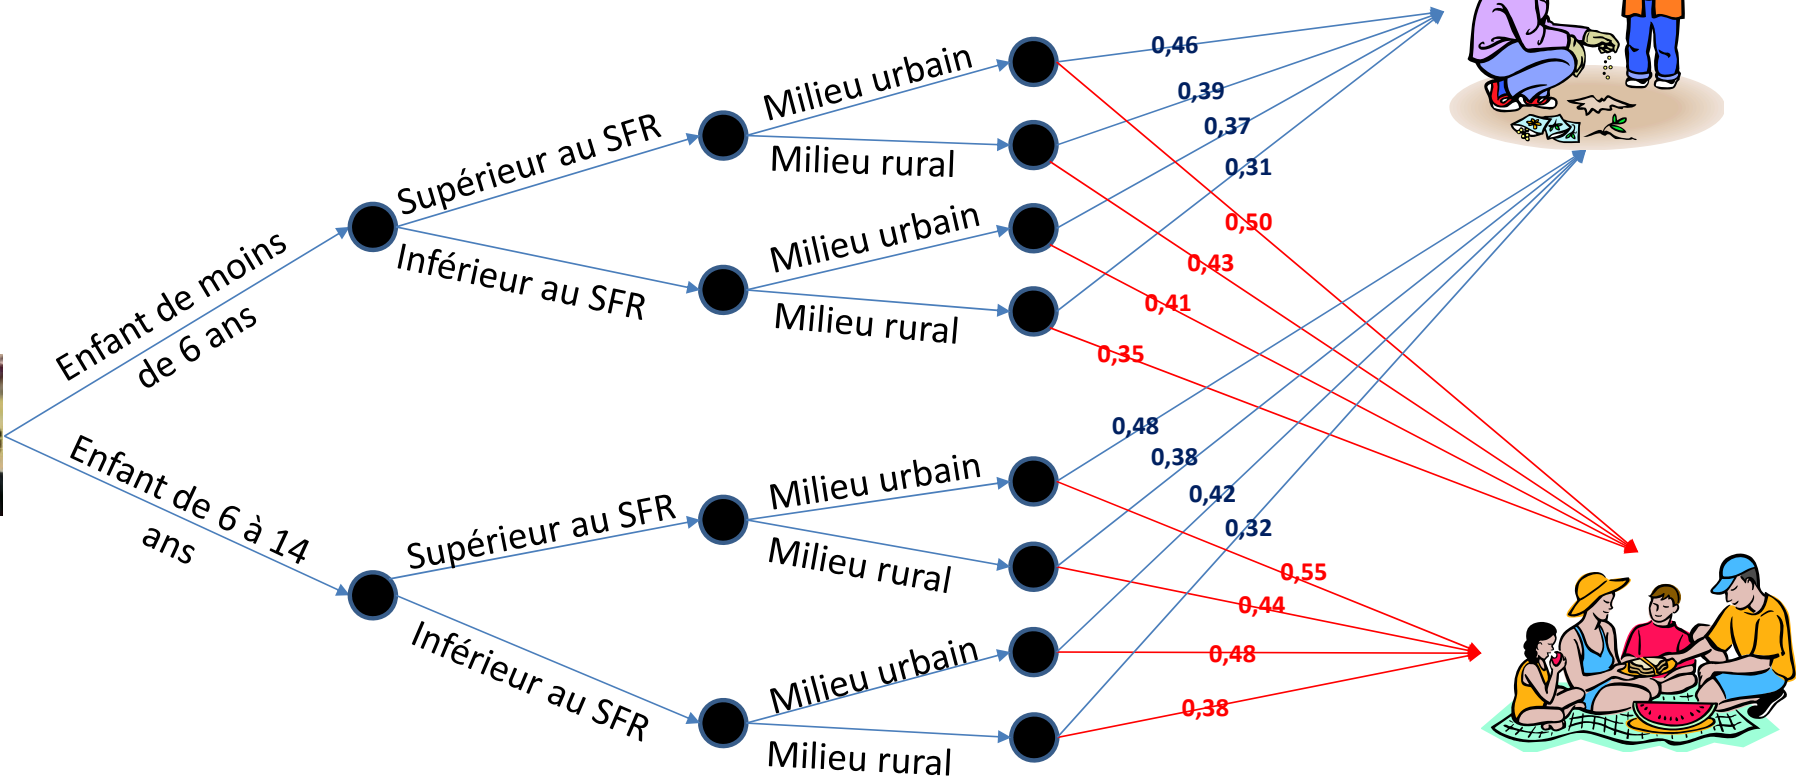 Milieu urbain
0,46
0,39
Supérieur au SFR
0,37
Milieu rural
0,31
Milieu urbain
0,50
Enfant de moins
de 6 ans
Inférieur au SFR
0,43
0,41
Milieu rural
0,35
0,48
0,38
Enfant de 6 à 14
ans
Milieu urbain
0,42
Supérieur au SFR
0,32
Milieu rural
0,55
0,44
Inférieur au SFR
Milieu urbain
0,48
0,38
Milieu rural